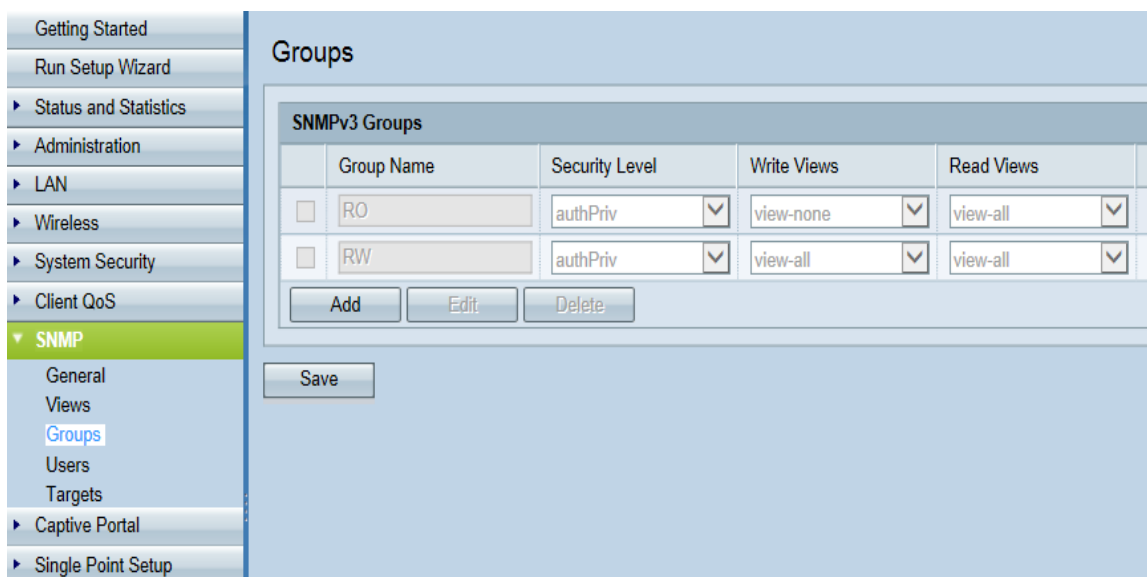 Getting Started
Run Setup Wizard
Status and Statistics
Administration
LAN
Wireless
System Security
Client QoS
SNMP
General
Views
Groups
Users
Targets
Captive Portal
Single Point Setup
Groups
SNMPv3 Groups
Group Name Security Level Write Views Read Views
RO authPriv view-none view-all
RW authPriv view-all view-all
Add Edit Delete
Save